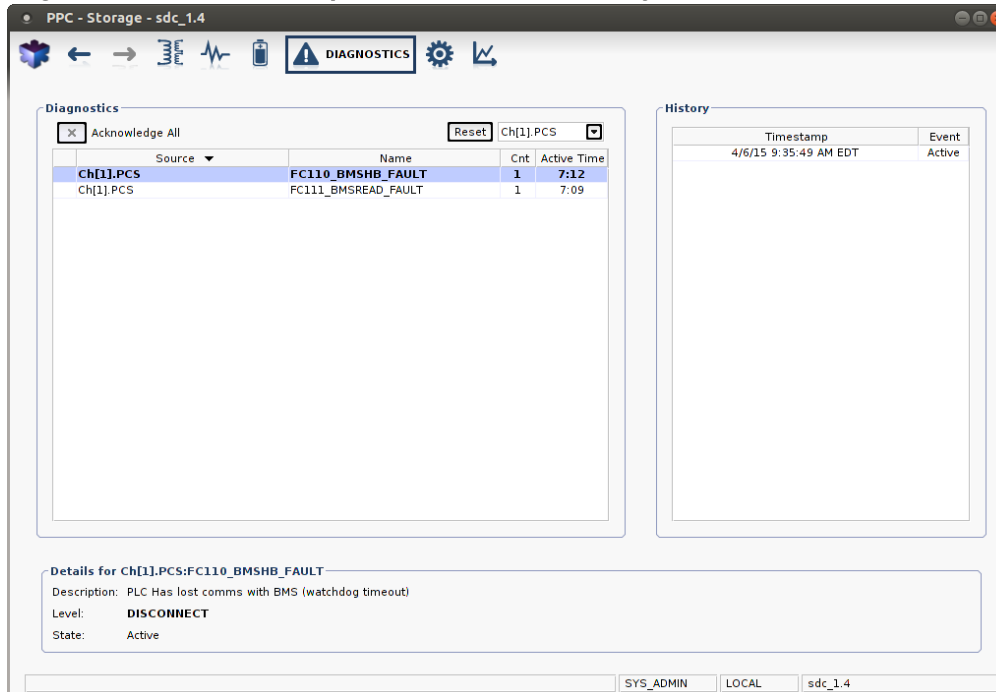 PPC - Storage - sdc_1.4
DIAGNOSTICS
Diagnostics
Acknowledge All
Reset Ch[1].PCS
Source Name Cnt Active Time
Ch[1].PCS FC110_BMSHB_FAULT 1 7:12
Ch[1].PCS FC111_BMSREAD_FAULT 1 7:09
History
Timestamp Event
4/6/15 9:35:49 AM EDT Active
Details for Ch[1].PCS:FC110_BMSHB_FAULT
Description: PLC Has lost comms with BMS (watchdog timeout)
Level: DISCONNECT
State: Active
SYS_ADMIN LOCAL sdc_1.4